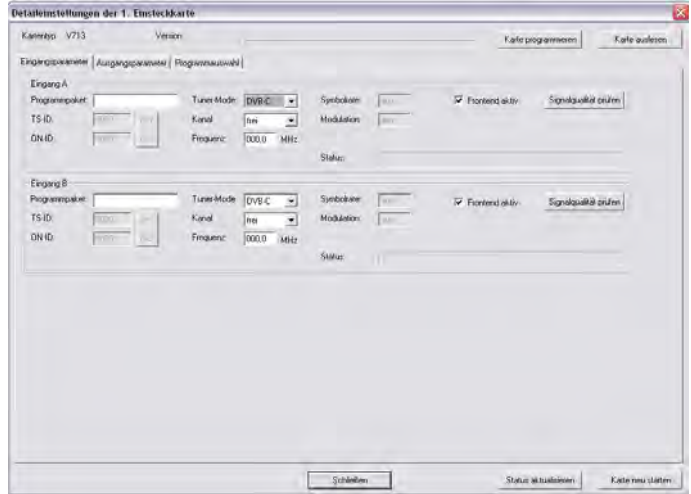 Detaileinstellungen der 1. Einsteckkarte
Kartentyp V713 Version: Karte programmieren Karte auslesen
Eingangsparameter Ausgangsparameter Programmauswahl
Eingang A
Programmpaket: Tuner-Mode: DVB-C Symbolrate: Frontend aktiv Signalqualität prüfen
TS-ID: Kanal frei Modulation:
ON-ID: Frequenz: 000,0 MHz
Status:
Eingang B
Programmpaket: Tuner-Mode DVB-C Symbolrate: Frontend aktiv Signalqualität prüfen
TS-ID: Kanal frei Modulation:
ON-ID: Frequenz: 000,0 MHz
Status:
Schließen Status aktualisieren Karte neu starten